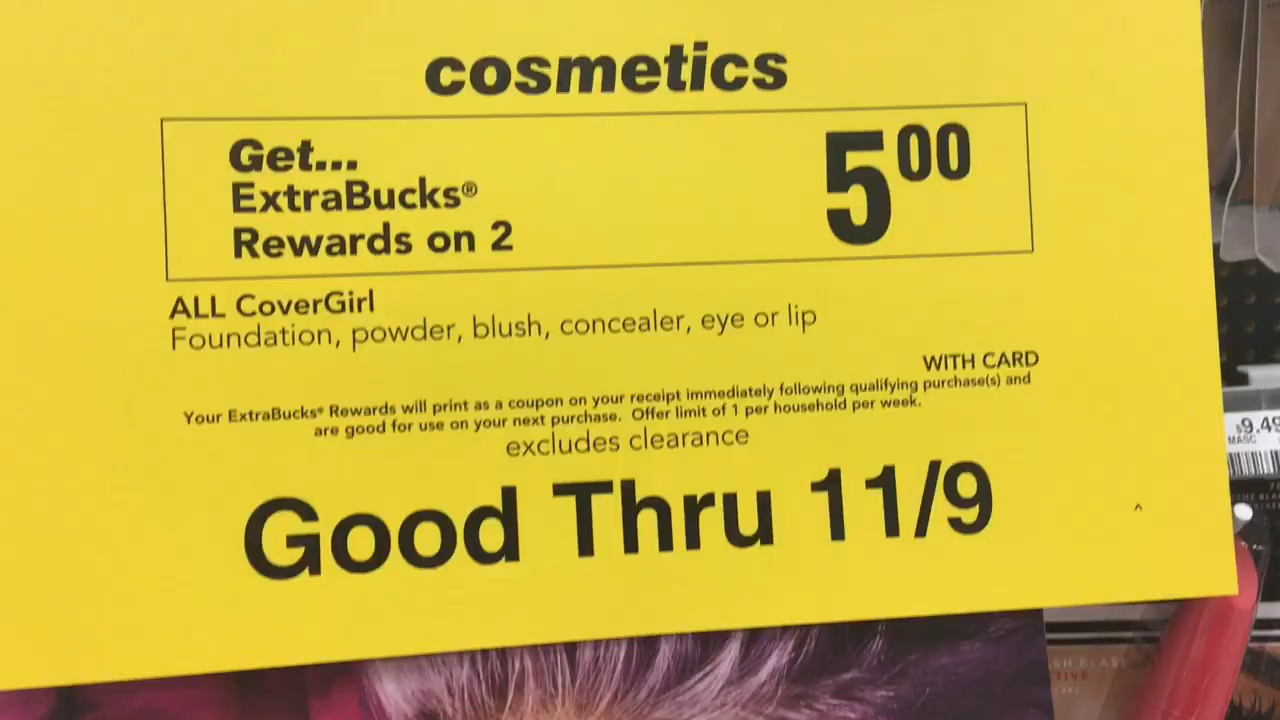 cosmetics
Get...
ExtraBucks®
Rewards on 2
5⁰⁰
ALL CoverGirl
Foundation, powder, blush, concealer, eye or lip
WITH CARD
Your ExtraBucks® Rewards will print as a coupon on your receipt immediately following qualifying purchase(s) and
are good for use on your next purchase. Offer limit of 1 per household per week.
excludes clearance
Good Thru 11/9
^
$9.49
MASC